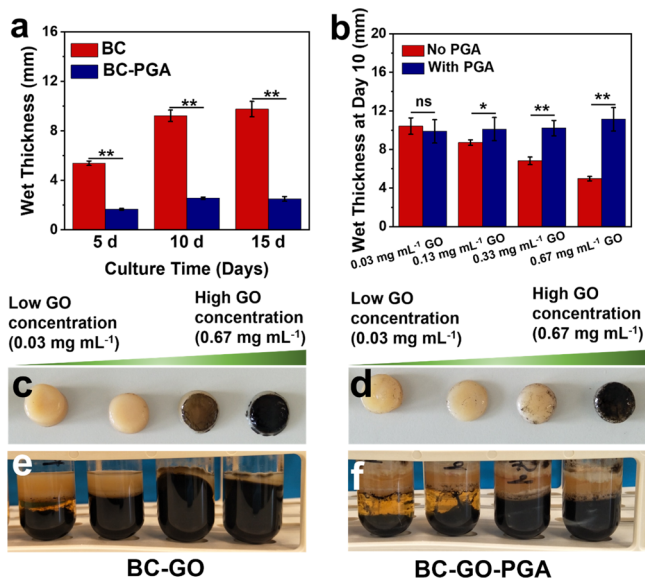 a
Wet Thickness (mm)
16
12
8
4
0
BC
BC-PGA
**
**
**
5 d
10 d
15 d
Culture Time (Days)
b
Wet Thickness at Day 10 (mm)
20
16
12
8
4
0
No PGA
With PGA
ns
*
**
**
0.03 mg mL⁻¹ GO
0.13 mg mL⁻¹ GO
0.33 mg mL⁻¹ GO
0.67 mg mL⁻¹ GO
Low GO
concentration
(0.03 mg mL⁻¹)
High GO
concentration
(0.67 mg mL⁻¹)
Low GO
concentration
(0.03 mg mL⁻¹)
High GO
concentration
(0.67 mg mL⁻¹)
c
d
e
f
BC-GO
BC-GO-PGA